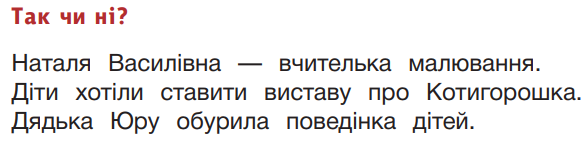 Так чи ні?
Наталя Василівна — вчителька малювання.
Діти хотіли ставити виставу про Котигорошка.
Дядька Юру обурила поведінка дітей.